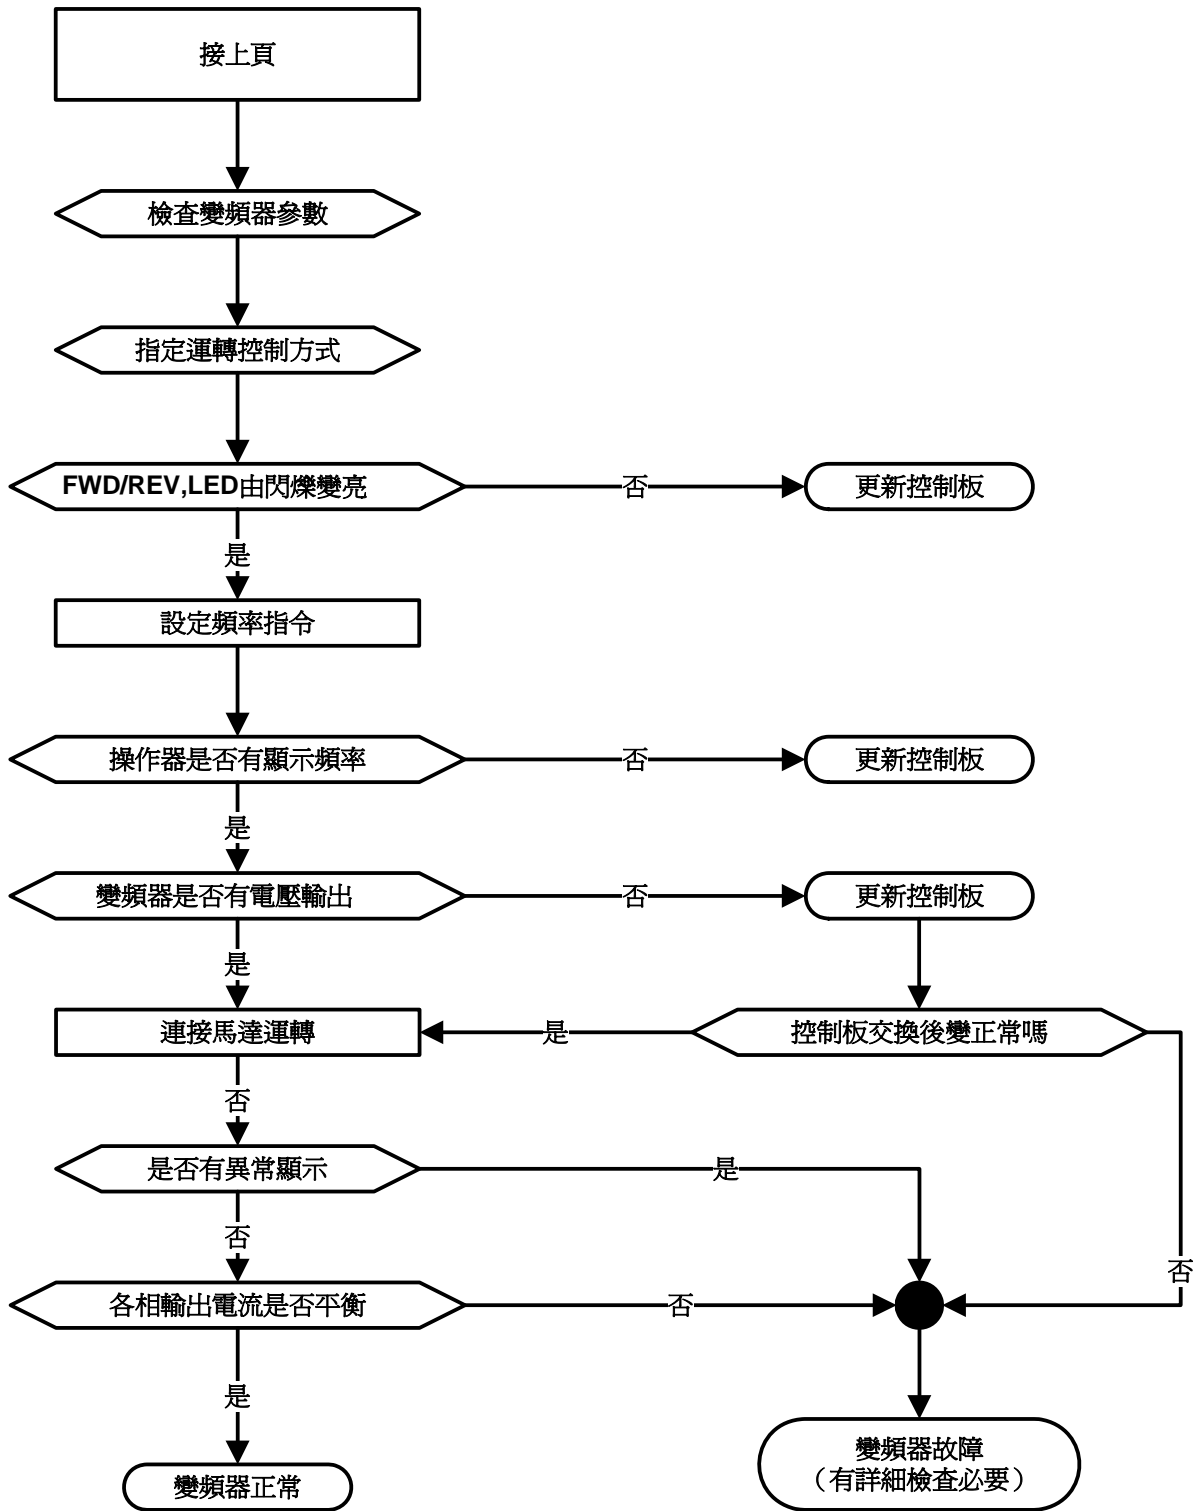 接上頁
檢查變頻器參數
指定運轉控制方式
FWD/REV,LED由閃爍變亮
否
更新控制板
是
設定頻率指令
操作器是否有顯示頻率
否
更新控制板
是
變頻器是否有電壓輸出
否
更新控制板
是
連接馬達運轉
是
控制板交換後變正常嗎
否
是否有異常顯示
是
否
否
各相輸出電流是否平衡
否
是
變頻器正常
變頻器故障
（有詳細檢查必要）